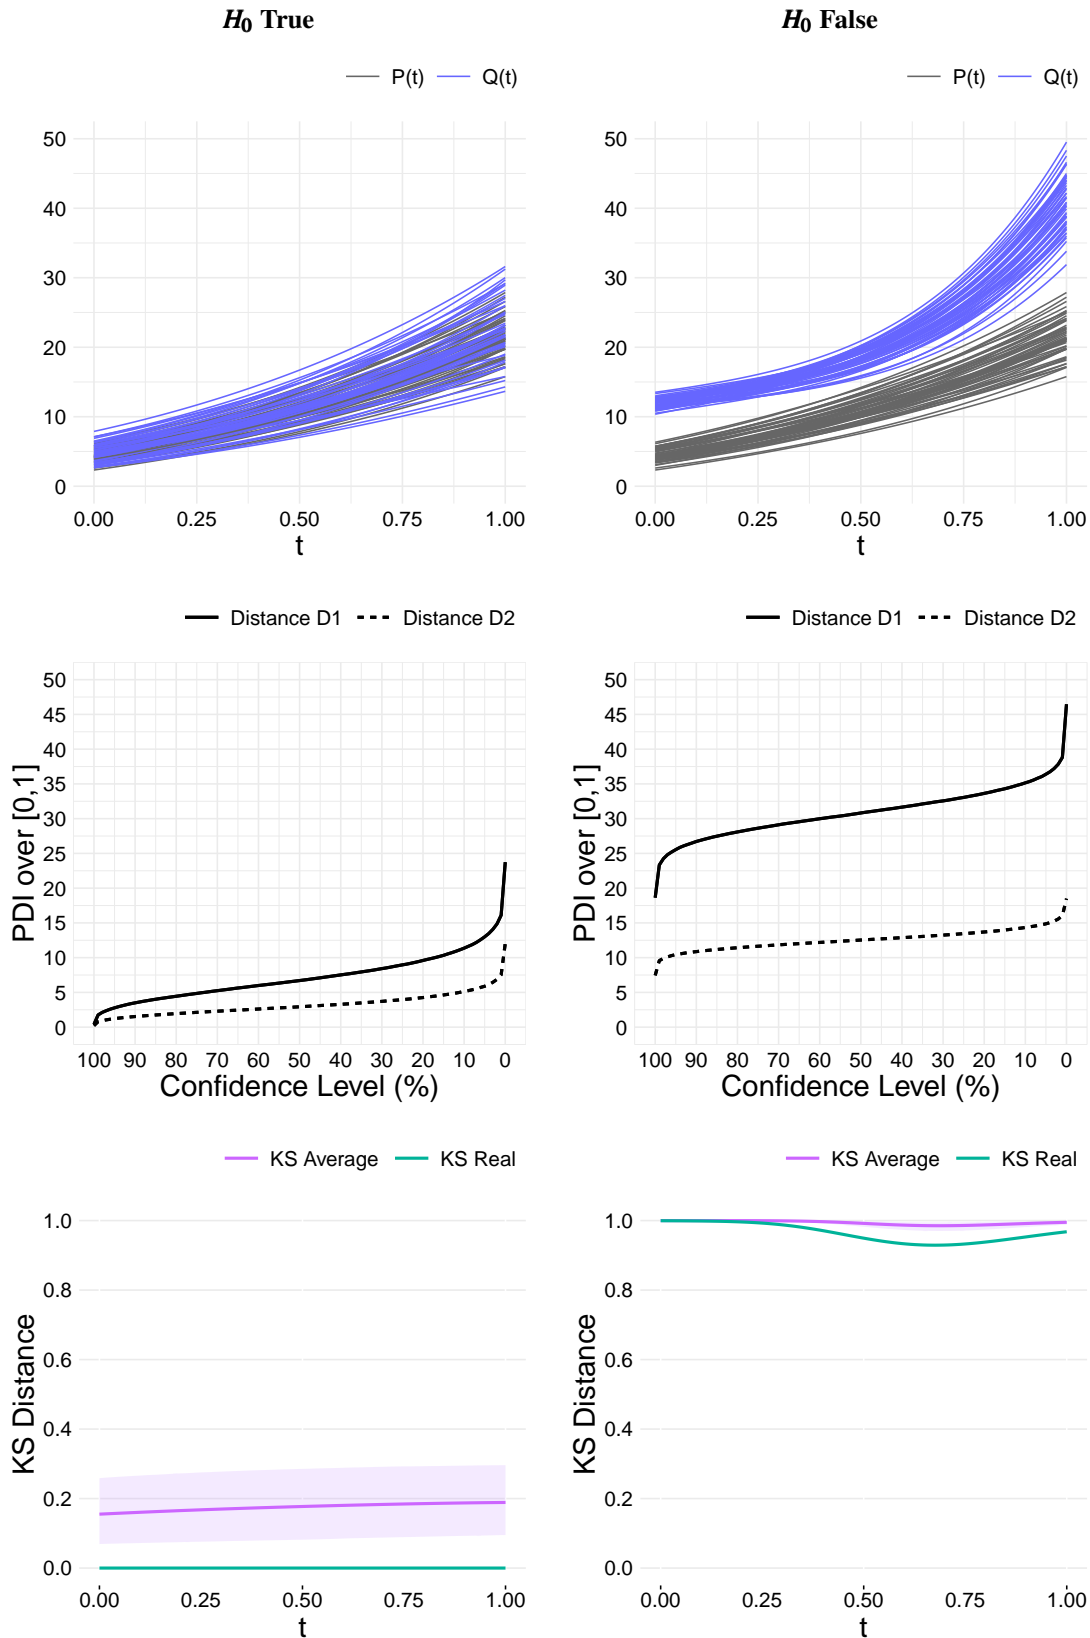 H0 True
H0 False
P(t) Q(t)
P(t) Q(t)
50
40
30
20
10
0
0.00 0.25 0.50 0.75 1.00
t
50
40
30
20
10
0
0.00 0.25 0.50 0.75 1.00
t
Distance D1 Distance D2
Distance D1 Distance D2
PDI over [0,1]
50
45
40
35
30
25
20
15
10
5
0
100 90 80 70 60 50 40 30 20 10 0
Confidence Level (%)
PDI over [0,1]
50
45
40
35
30
25
20
15
10
5
0
100 90 80 70 60 50 40 30 20 10 0
Confidence Level (%)
KS Average KS Real
KS Average KS Real
KS Distance
1.0
0.8
0.6
0.4
0.2
0.0
0.00 0.25 0.50 0.75 1.00
t
KS Distance
1.0
0.8
0.6
0.4
0.2
0.0
0.00 0.25 0.50 0.75 1.00
t